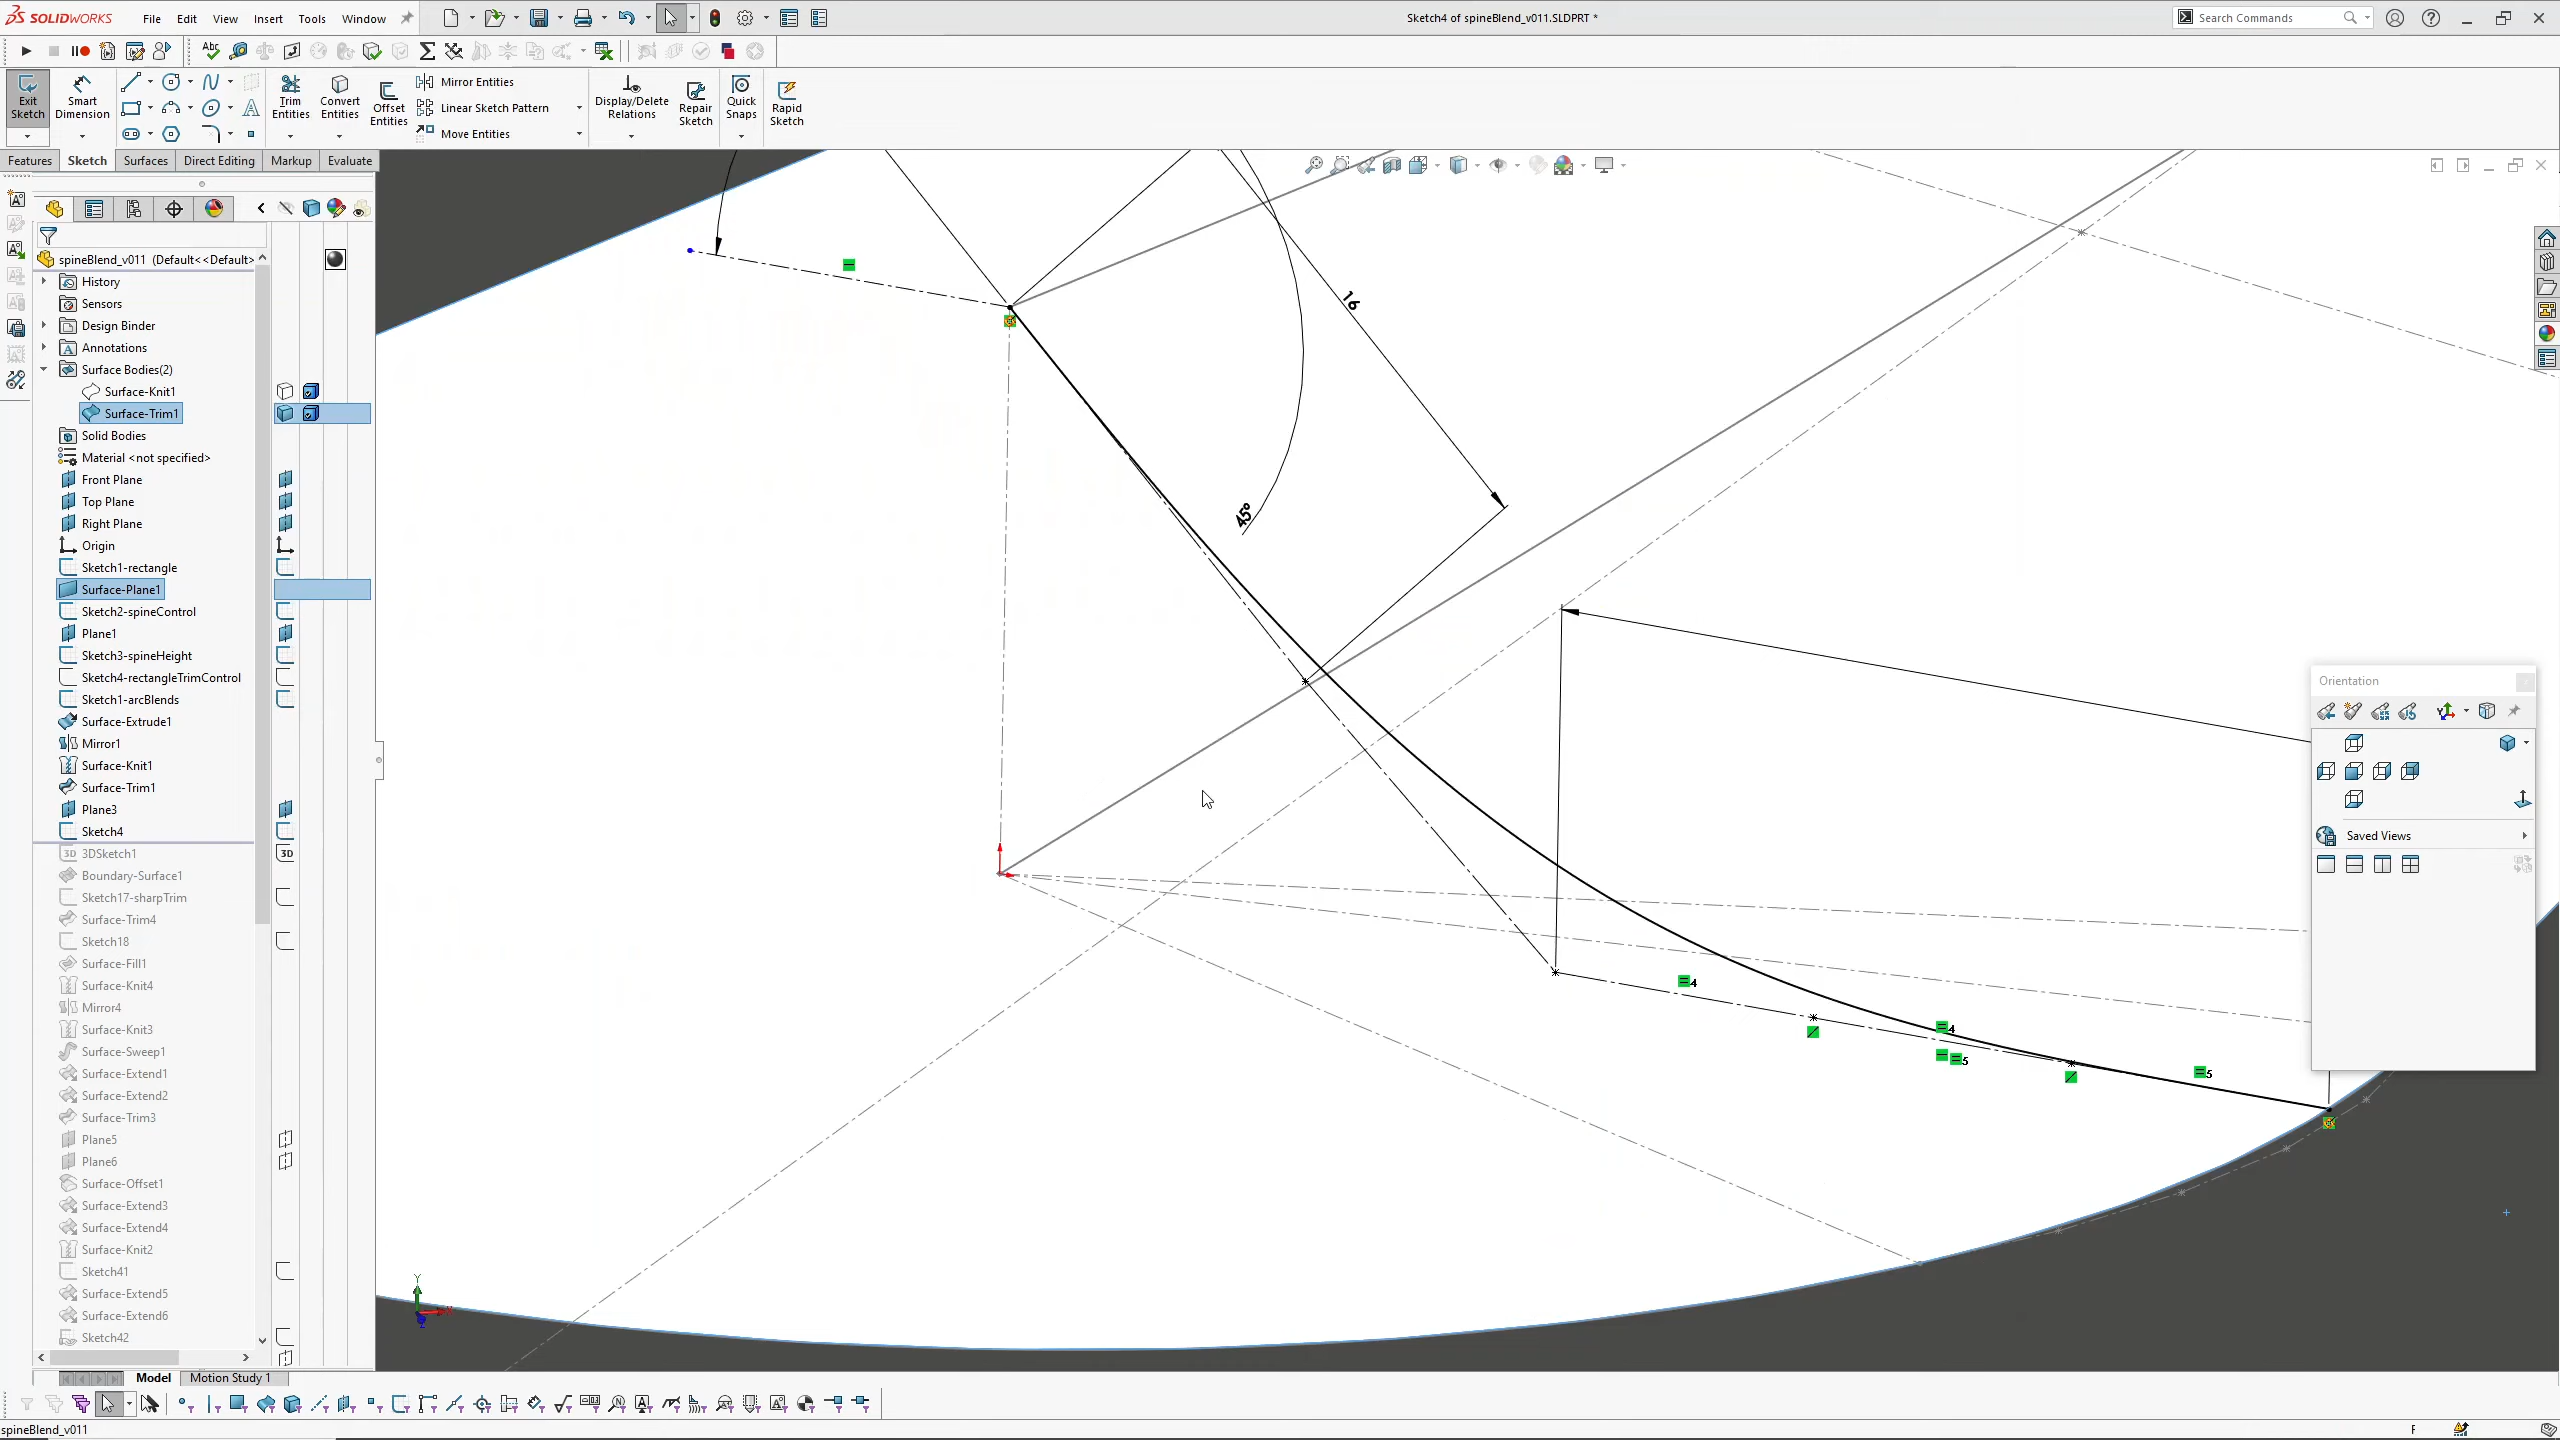 SOLIDWORKS File Edit View Insert Tools Window Sketch4 of spineBlend_v011.SLDPRT * Search Commands
Exit Sketch
Smart Dimension
Trim Entities
Convert Entities
Offset Entities
Mirror Entities
Linear Sketch Pattern
Move Entities
Display/Delete Relations
Repair Sketch
Quick Snaps
Rapid Sketch
Features Sketch Surfaces Direct Editing Markup Evaluate
spineBlend_v011 (Default<<Default>
History
Sensors
Design Binder
Annotations
Surface Bodies(2)
Surface-Knit1
Surface-Trim1
Solid Bodies
Material <not specified>
Front Plane
Top Plane
Right Plane
Origin
Sketch1-rectangle
Surface-Plane1
Sketch2-spineControl
Plane1
Sketch3-spineHeight
Sketch4-rectangleTrimControl
Sketch1-arcBlends
Surface-Extrude1
Mirror1
Surface-Knit1
Surface-Trim1
Plane3
Sketch4
3D 3DSketch1 3D
Boundary-Surface1
Sketch17-sharpTrim
Surface-Trim4
Sketch18
Surface-Fill1
Surface-Knit4
Mirror4
Surface-Knit3
Surface-Sweep1
Surface-Extend1
Surface-Extend2
Surface-Trim3
Plane5
Plane6
Surface-Offset1
Surface-Extend3
Surface-Extend4
Surface-Knit2
Sketch41
Surface-Extend5
Surface-Extend6
Sketch42
16
45°
4
4
5
5
Orientation
Saved Views
Y
X
Z
Model Motion Study 1
spineBlend_v011
F